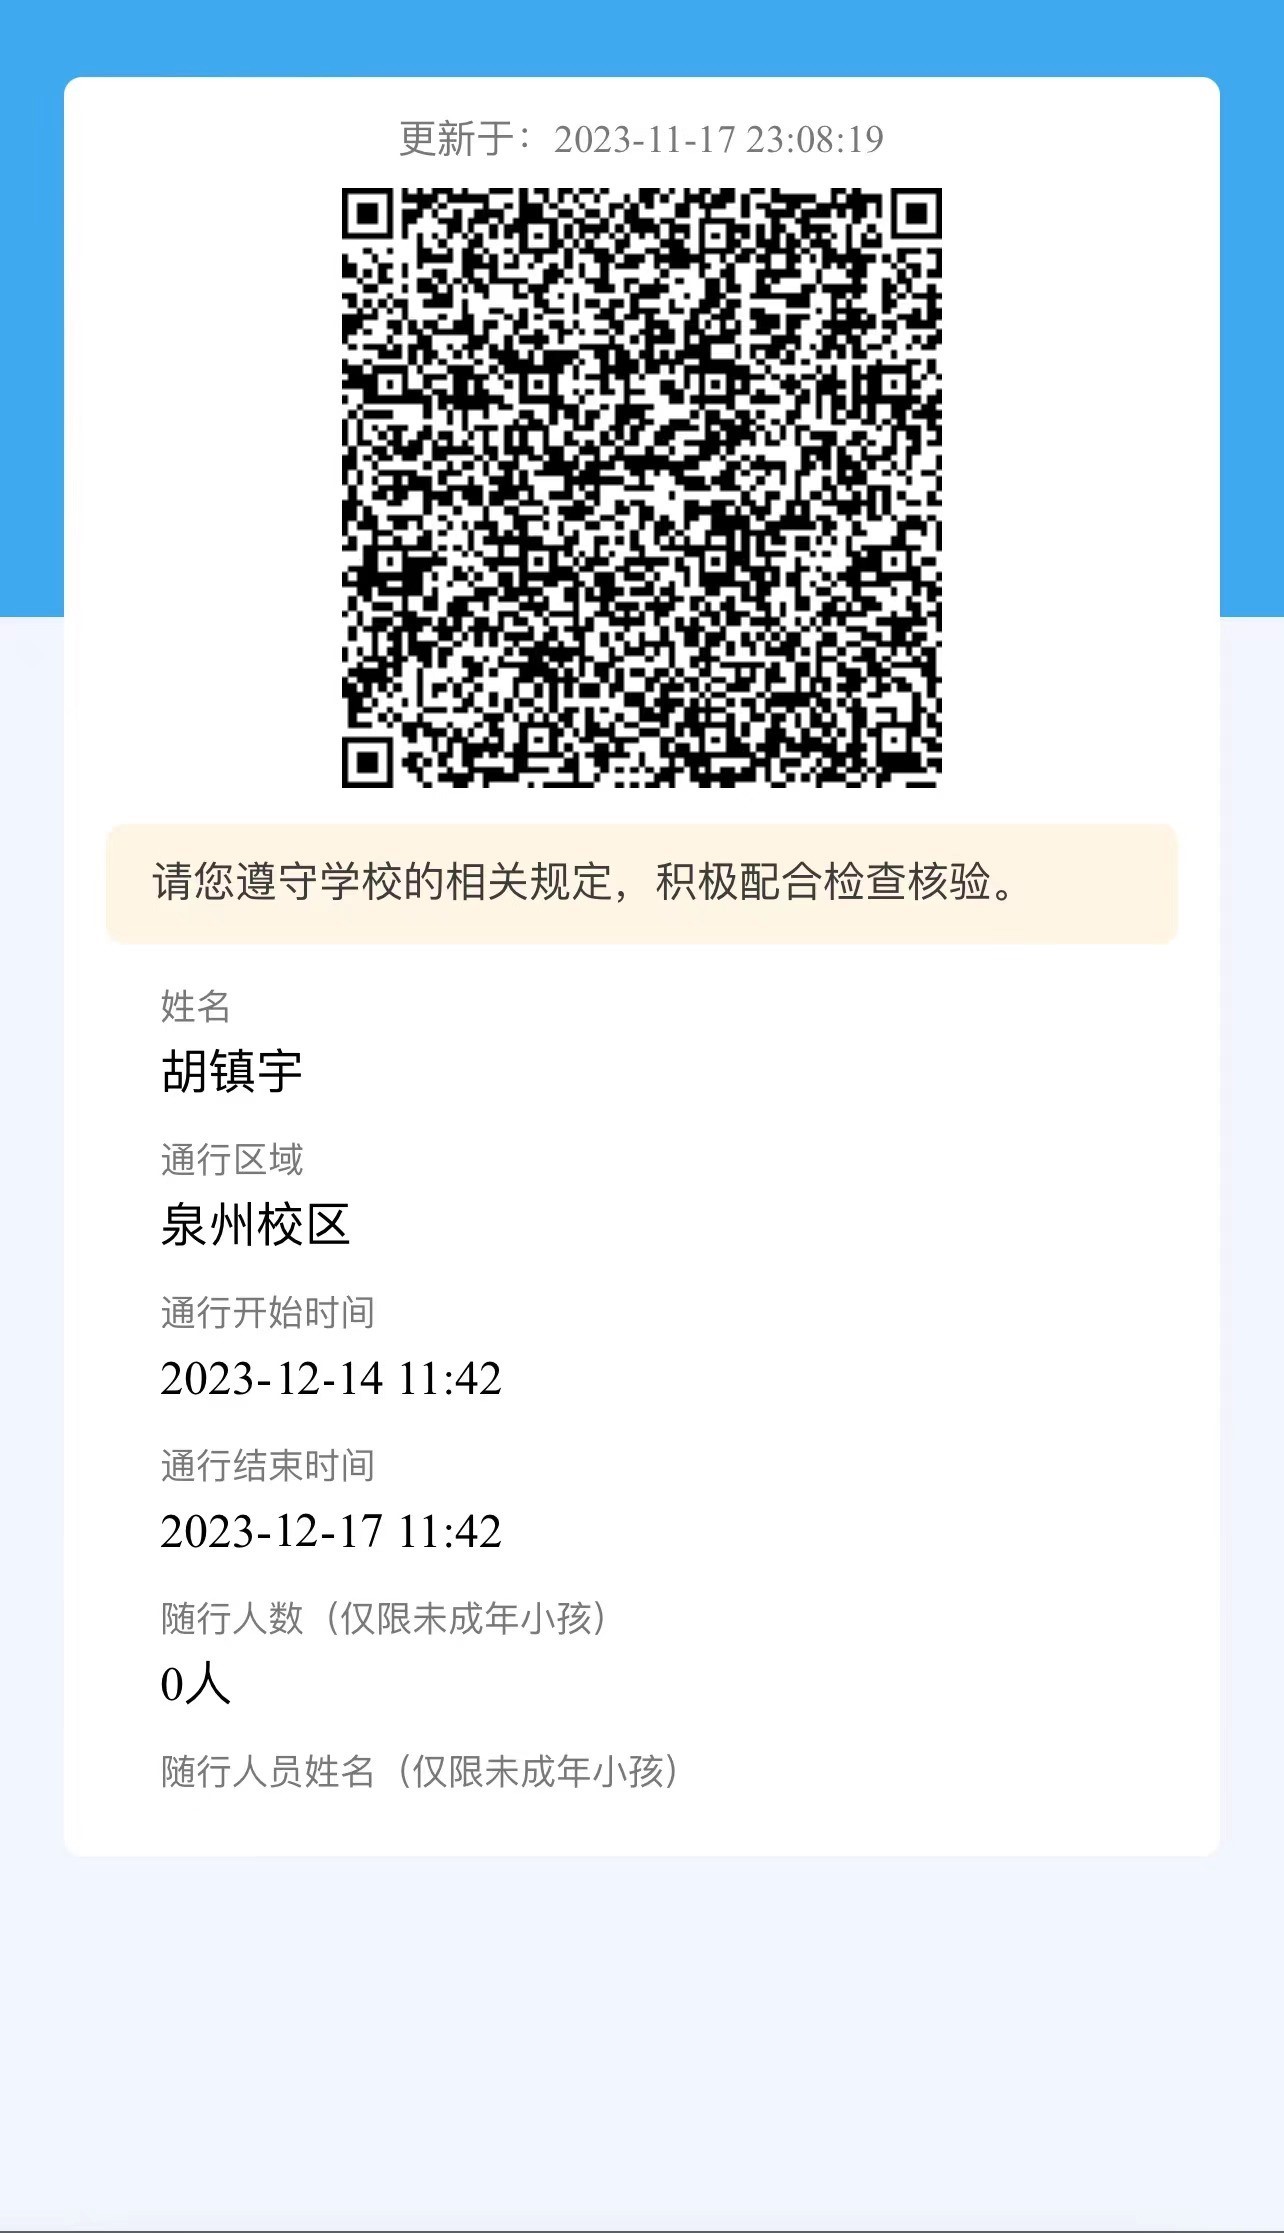 更新于：2023-11-17 23:08:19
请您遵守学校的相关规定，积极配合检查核验。
姓名
胡镇宇
通行区域
泉州校区
通行开始时间
2023-12-14 11:42
通行结束时间
2023-12-17 11:42
随行人数（仅限未成年小孩）
0人
随行人员姓名（仅限未成年小孩）